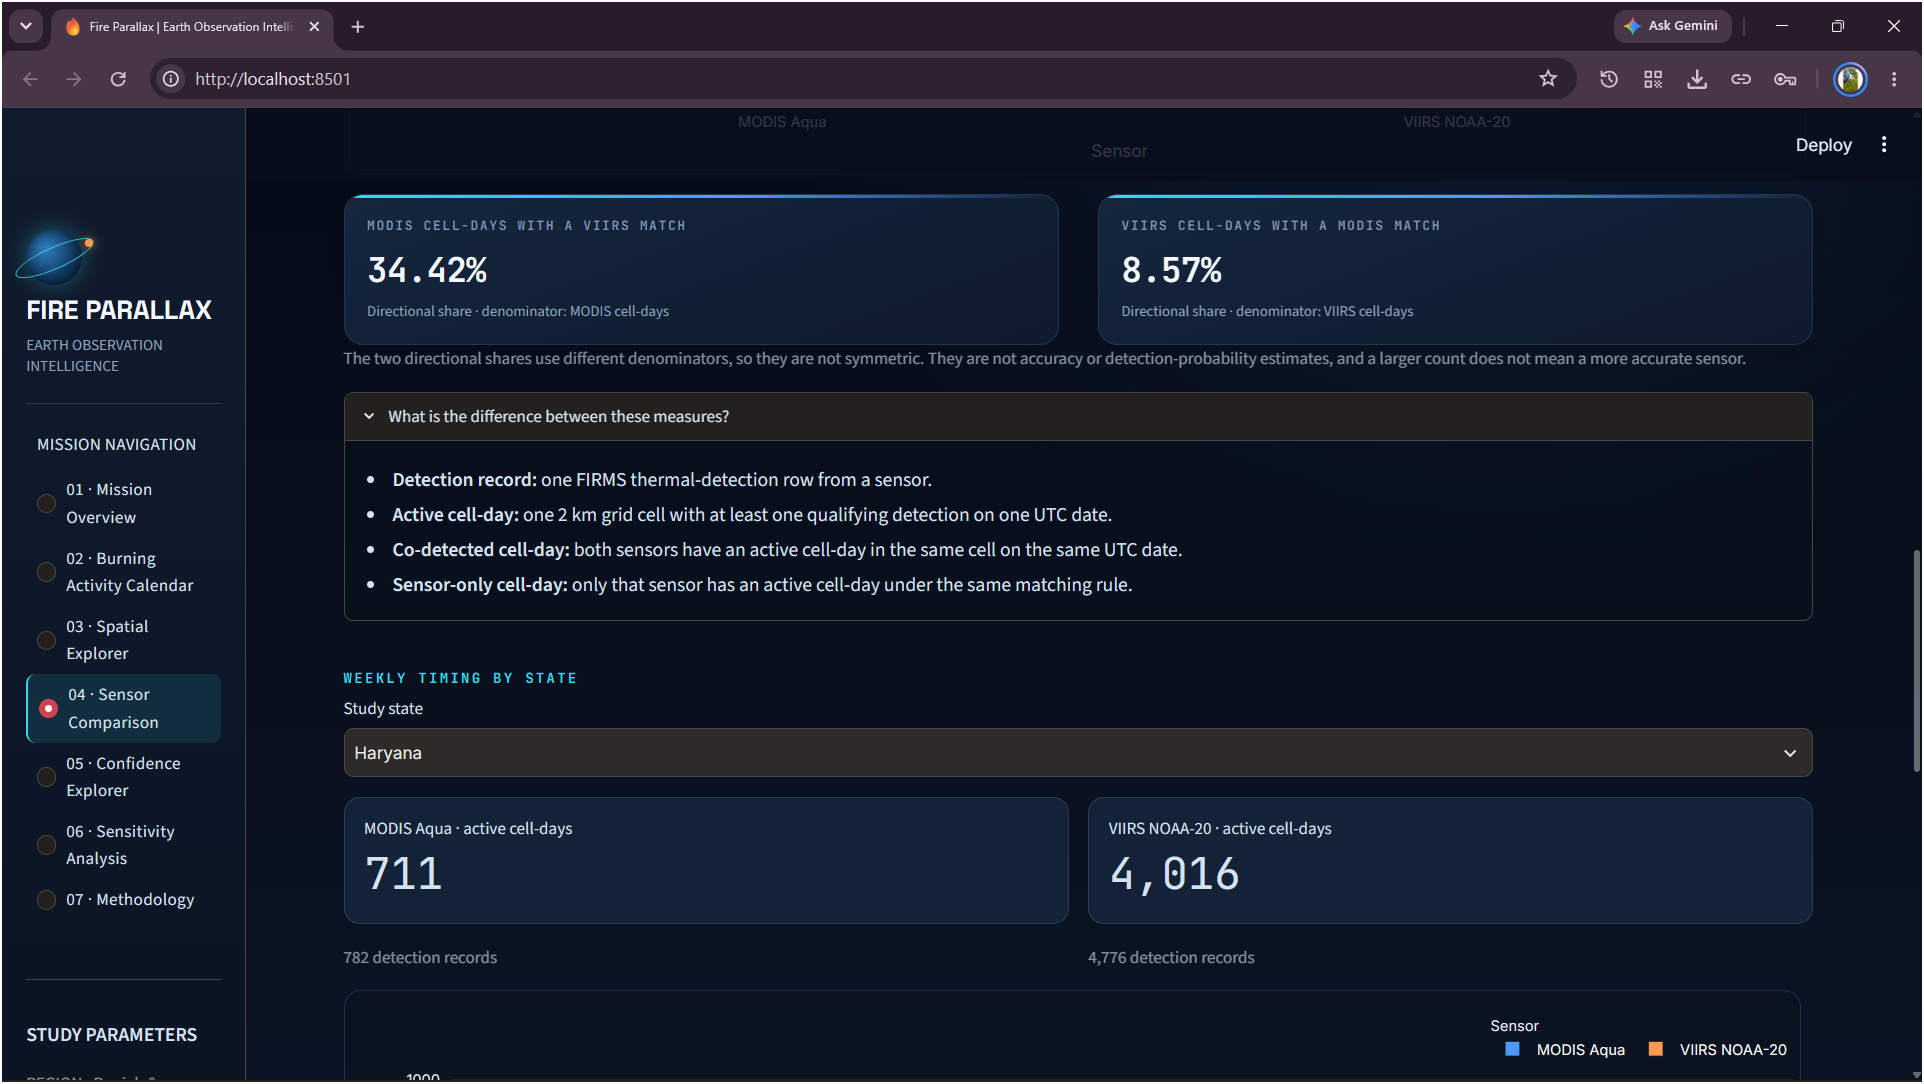 Fire Parallax | Earth Observation Intelli
Ask Gemini
http://localhost:8501
Deploy
MODIS Aqua
VIIRS NOAA-20
Sensor
FIRE PARALLAX
EARTH OBSERVATION
INTELLIGENCE
MISSION NAVIGATION
01 · Mission
Overview
02 · Burning
Activity Calendar
03 · Spatial
Explorer
04 · Sensor
Comparison
05 · Confidence
Explorer
06 · Sensitivity
Analysis
07 · Methodology
STUDY PARAMETERS
MODIS CELL-DAYS WITH A VIIRS MATCH
34.42%
Directional share · denominator: MODIS cell-days
VIIRS CELL-DAYS WITH A MODIS MATCH
8.57%
Directional share · denominator: VIIRS cell-days
The two directional shares use different denominators, so they are not symmetric. They are not accuracy or detection-probability estimates, and a larger count does not mean a more accurate sensor.
What is the difference between these measures?
• Detection record: one FIRMS thermal-detection row from a sensor.
• Active cell-day: one 2 km grid cell with at least one qualifying detection on one UTC date.
• Co-detected cell-day: both sensors have an active cell-day in the same cell on the same UTC date.
• Sensor-only cell-day: only that sensor has an active cell-day under the same matching rule.
WEEKLY TIMING BY STATE
Study state
Haryana
MODIS Aqua · active cell-days
711
782 detection records
VIIRS NOAA-20 · active cell-days
4,016
4,776 detection records
Sensor
MODIS Aqua
VIIRS NOAA-20
1000